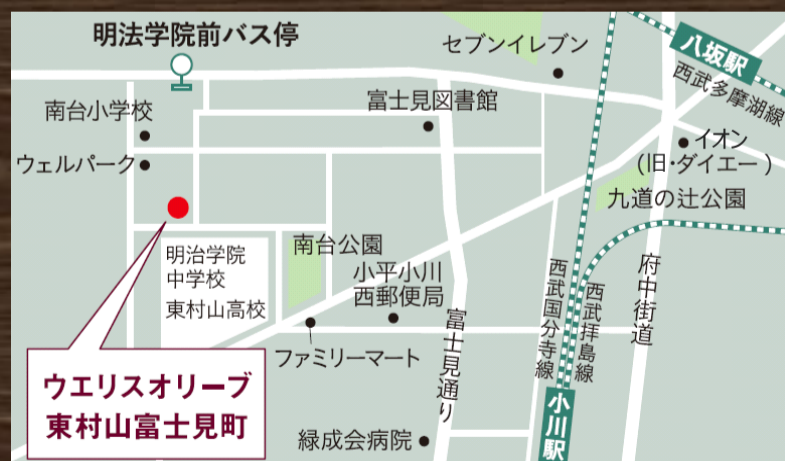 明法学院前バス停
セブンイレブン
八坂駅
西武多摩湖線
南台小学校
富士見図書館
ウェルパーク
イオン
(旧・ダイエー)
九道の辻公園
明治学院
中学校
東村山高校
南台公園
小平小川
西郵便局
府中街道
西武国分寺線
西武拝島線
富士見通り
ファミリーマート
ウエリスオリーブ
東村山富士見町
小川駅
緑成会病院